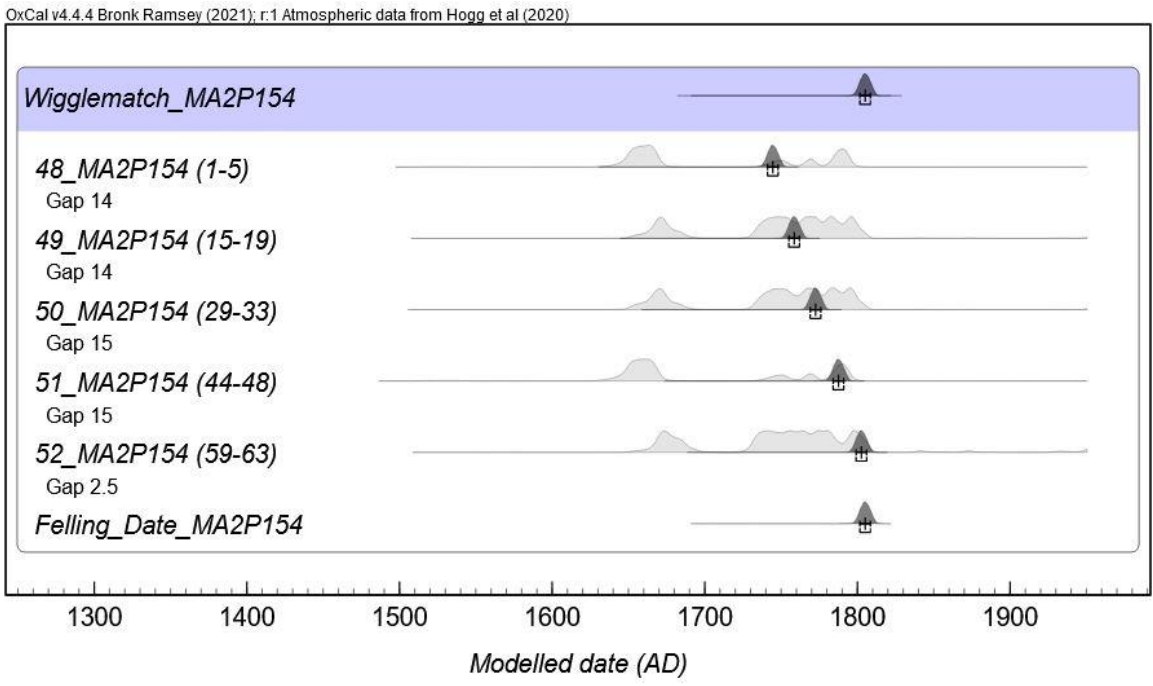 OxCal v4.4.4 Bronk Ramsey (2021); r:1 Atmospheric data from Hogg et al (2020)
Wigglematch_MA2P154
48_MA2P154 (1-5)
Gap 14
49_MA2P154 (15-19)
Gap 14
50_MA2P154 (29-33)
Gap 15
51_MA2P154 (44-48)
Gap 15
52_MA2P154 (59-63)
Gap 2.5
Felling_Date_MA2P154
1300 1400 1500 1600 1700 1800 1900
Modelled date (AD)